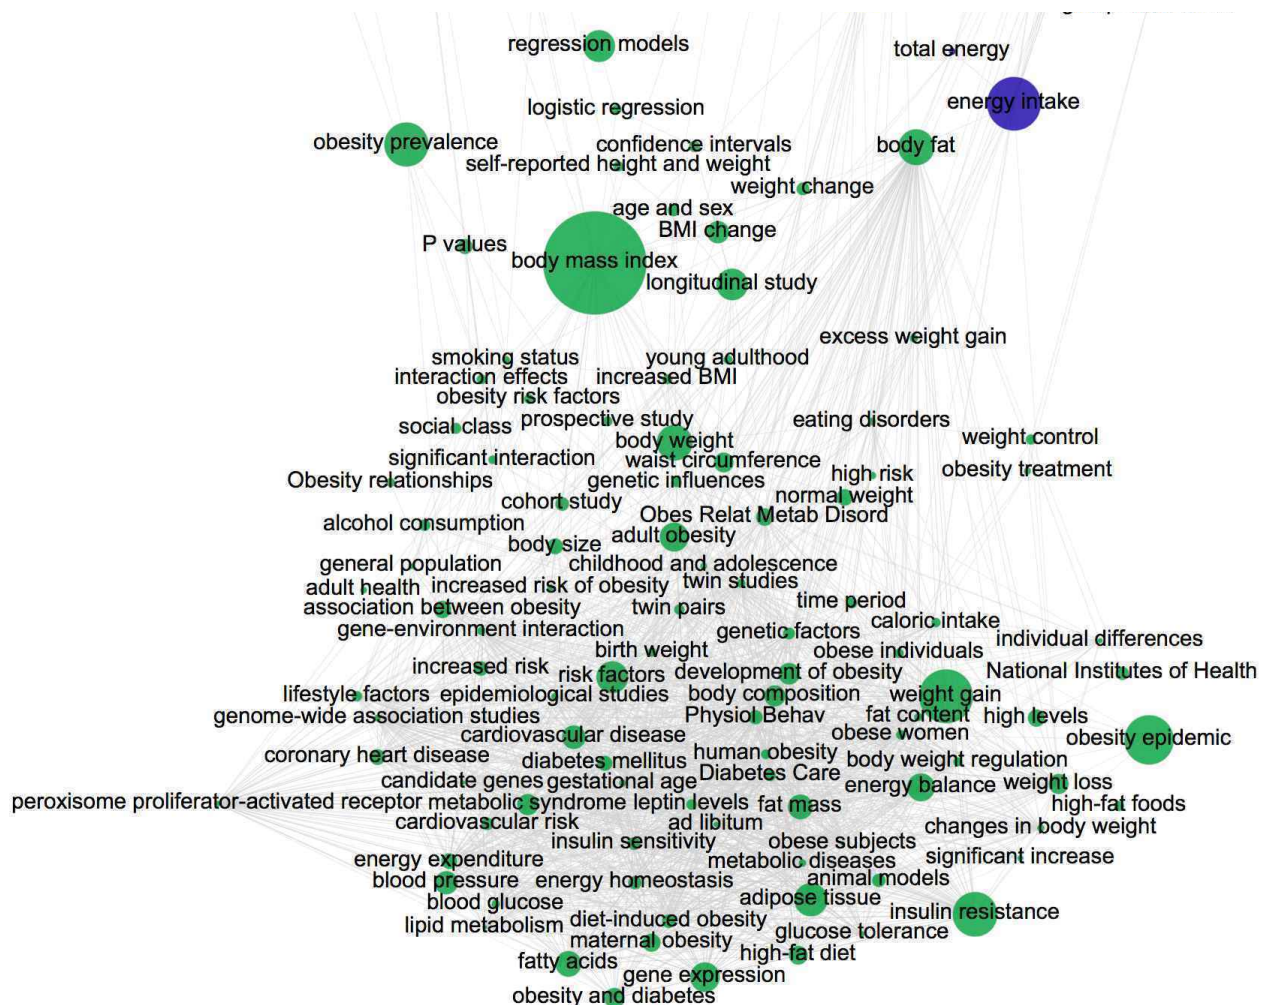 regression models
total energy
energy intake
logistic regression
obesity prevalence
confidence intervals
body fat
self-reported height and weight
weight change
age and sex
BMI change
P values
body mass index
longitudinal study
excess weight gain
smoking status
young adulthood
interaction effects
increased BMI
obesity risk factors
prospective study
eating disorders
social class
weight control
body weight
significant interaction
waist circumference
obesity treatment
high risk
Obesity relationships
genetic influences
normal weight
cohort study
Obes Relat Metab Disord
alcohol consumption
adult obesity
body size
general population
childhood and adolescence
twin studies
adult health
increased risk of obesity
time period
association between obesity
twin pairs
caloric intake
gene-environment interaction
genetic factors
individual differences
birth weight
obese individuals
increased risk
risk factors
development of obesity
National Institutes of Health
lifestyle factors
epidemiological studies
body composition
weight gain
genome-wide association studies
Physiol Behav
fat content
high levels
cardiovascular disease
obese women
obesity epidemic
coronary heart disease
diabetes mellitus
human obesity
body weight regulation
Diabetes Care
candidate genes
gestational age
energy balance
weight loss
peroxisome proliferator-activated receptor
metabolic syndrome
leptin levels
fat mass
high-fat foods
cardiovascular risk
ad libitum
changes in body weight
insulin sensitivity
obese subjects
energy expenditure
metabolic diseases
significant increase
blood pressure
energy homeostasis
animal models
adipose tissue
blood glucose
insulin resistance
lipid metabolism
diet-induced obesity
glucose tolerance
maternal obesity
high-fat diet
fatty acids
gene expression
obesity and diabetes